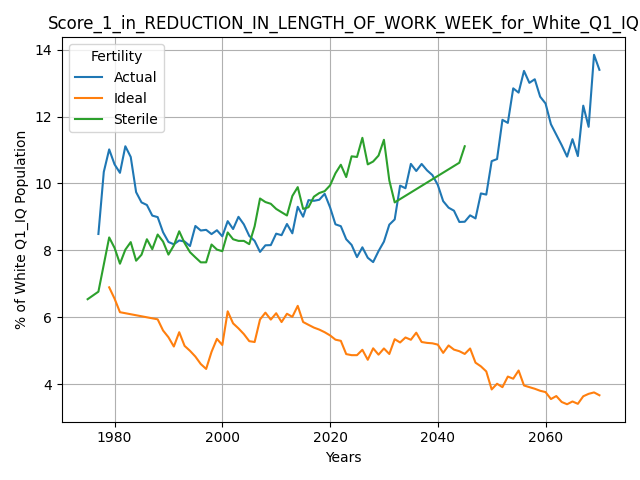 Score_1_in_REDUCTION_IN_LENGTH_OF_WORK_WEEK_for_White_Q1_IQ
Fertility
Actual
Ideal
Sterile
% of White Q1_IQ Population
14
12
10
8
6
4
1980 2000 2020 2040 2060
Years